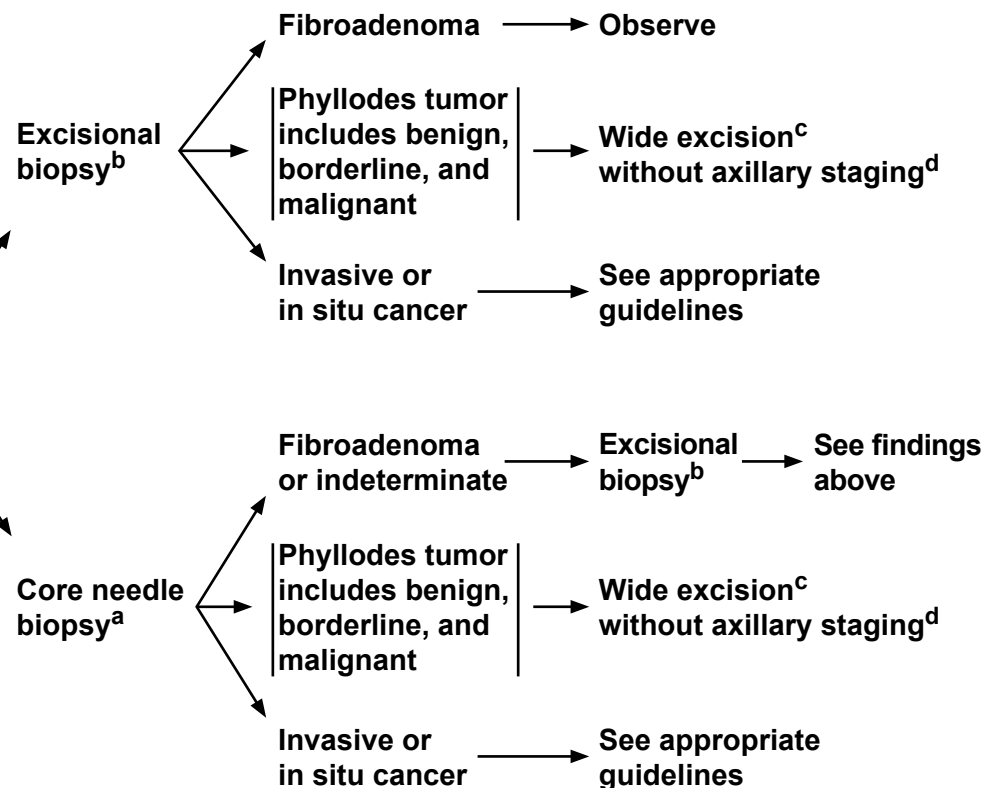 Fibroadenoma
Observe
Excisional
biopsyᵇ
Phyllodes tumor
includes benign,
borderline, and
malignant
Wide excisionᶜ
without axillary stagingᵈ
Invasive or
in situ cancer
See appropriate
guidelines
Fibroadenoma
or indeterminate
Excisional
biopsyᵇ
See findings
above
Core needle
biopsyᵃ
Phyllodes tumor
includes benign,
borderline, and
malignant
Wide excisionᶜ
without axillary stagingᵈ
Invasive or
in situ cancer
See appropriate
guidelines